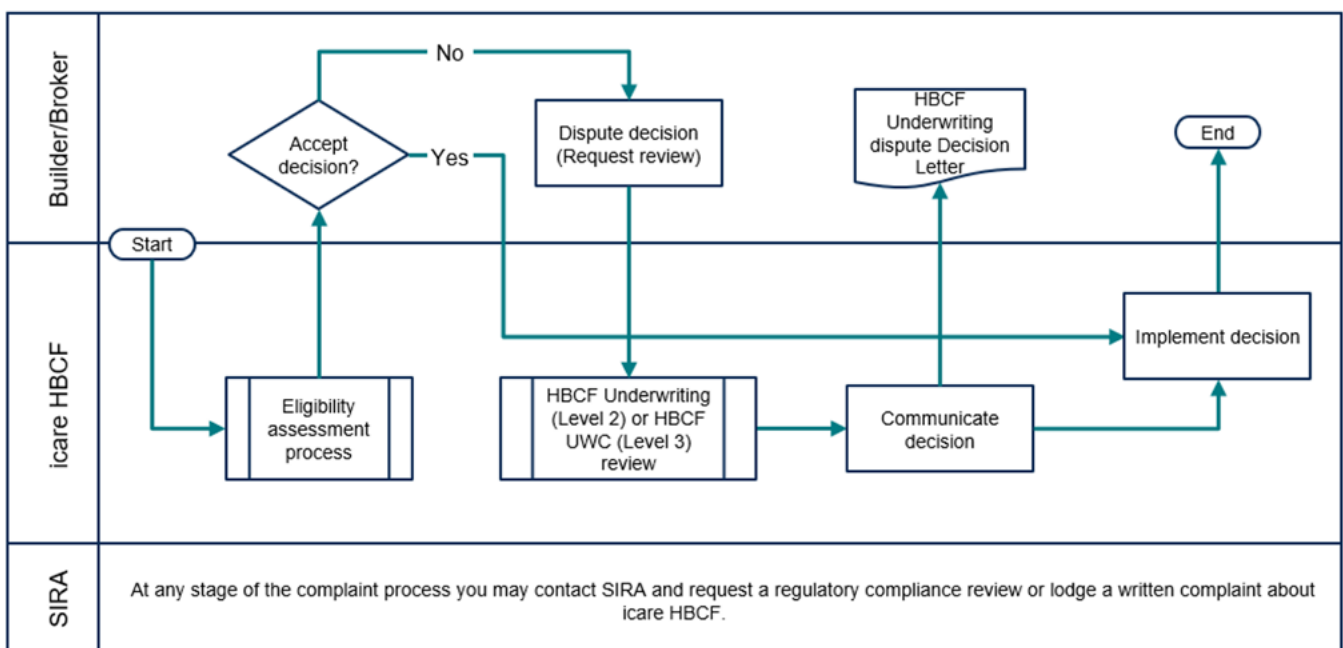 Builder/Broker
No
Accept
decision?
Yes
Dispute decision
(Request review)
HBCF
Underwriting
dispute Decision
Letter
End
Start
icare HBCF
Eligibility
assessment
process
HBCF Underwriting
(Level 2) or HBCF
UWC (Level 3)
review
Communicate
decision
Implement decision
SIRA
At any stage of the complaint process you may contact SIRA and request a regulatory compliance review or lodge a written complaint about
icare HBCF.